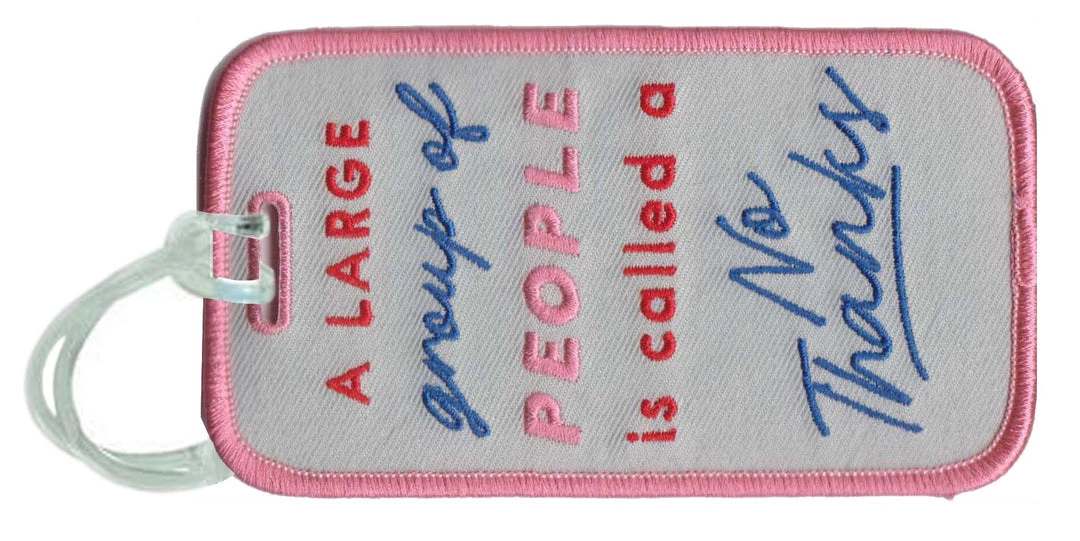 A LARGE
group of
PEOPLE
is called a
No
Thanks